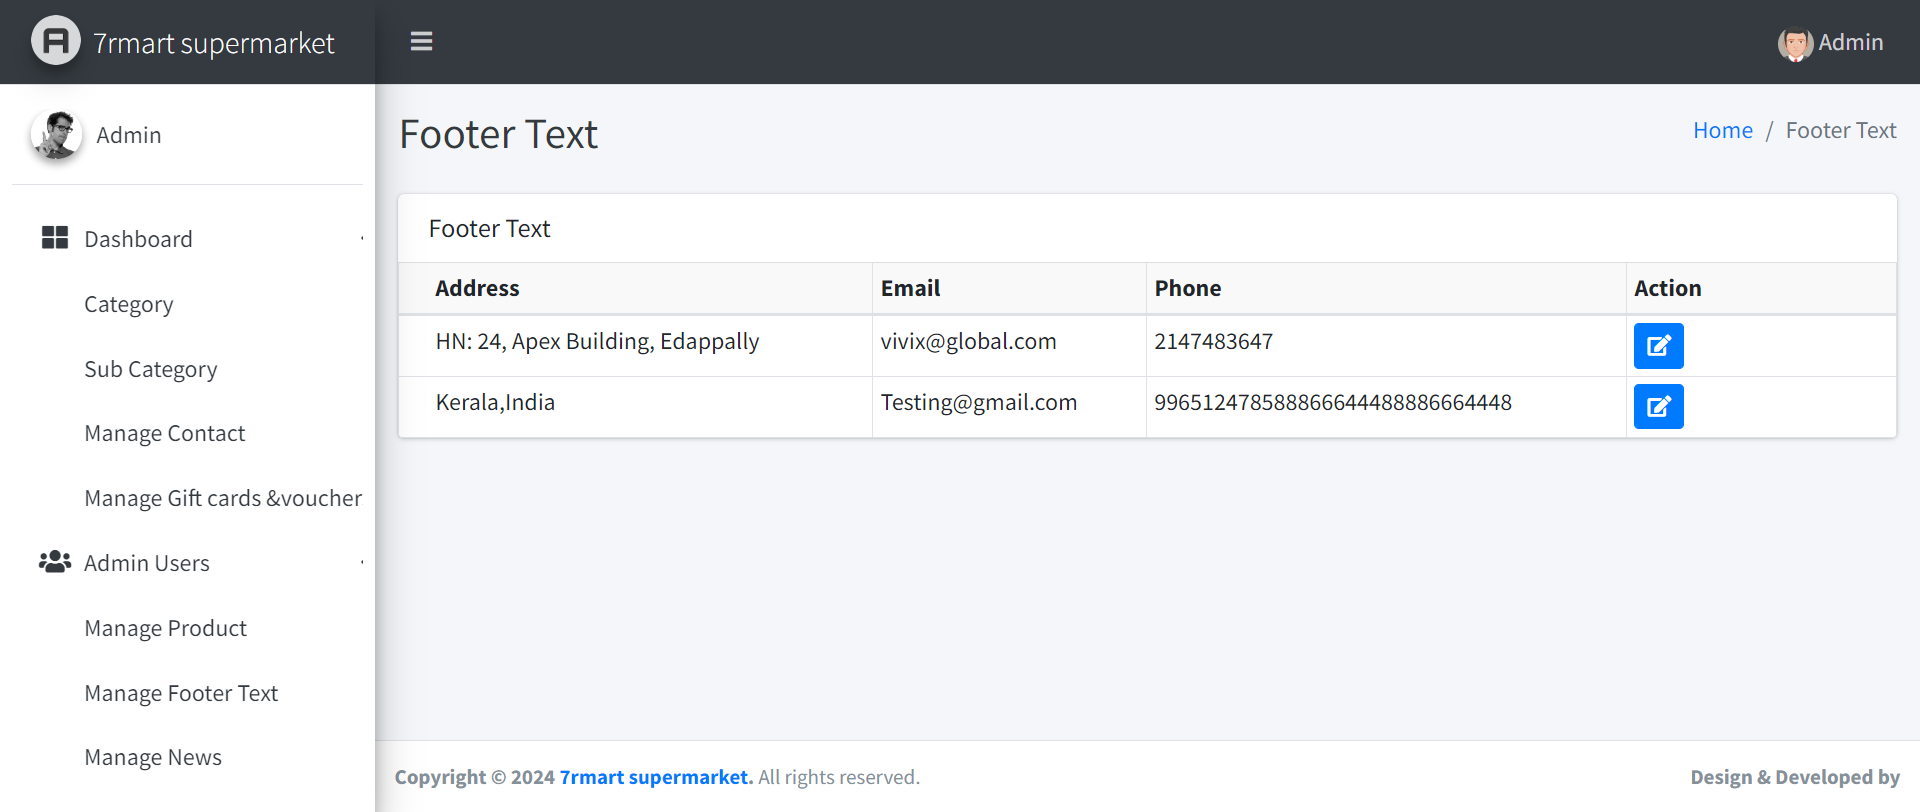 7rmart supermarket
Admin
Admin
Dashboard
Category
Sub Category
Manage Contact
Manage Gift cards &voucher
Admin Users
Manage Product
Manage Footer Text
Manage News
Footer Text
Home / Footer Text
Footer Text
Address Email Phone Action
HN: 24, Apex Building, Edappally vivix@global.com 2147483647
Kerala,India Testing@gmail.com 9965124785888666444888866644​48
Copyright © 2024 7rmart supermarket. All rights reserved.
Design & Developed by